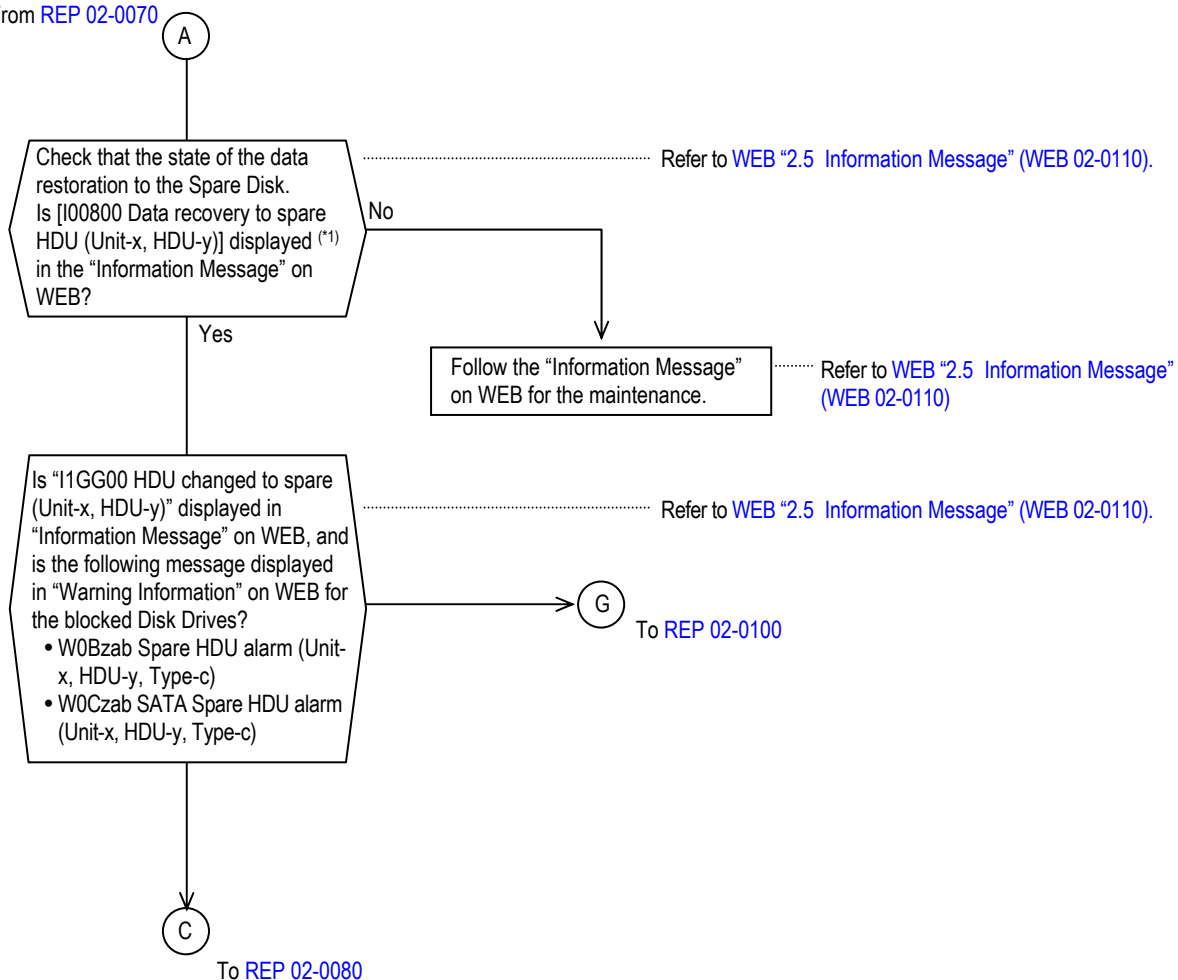 From REP 02-0070
A
Check that the state of the data
restoration to the Spare Disk.
Is [I00800 Data recovery to spare
HDU (Unit-x, HDU-y)] displayed (*1)
in the “Information Message” on
WEB?
Refer to WEB “2.5 Information Message” (WEB 02-0110).
No
Yes
Follow the “Information Message”
on WEB for the maintenance.
Refer to WEB “2.5 Information Message”
(WEB 02-0110)
Is “I1GG00 HDU changed to spare
(Unit-x, HDU-y)” displayed in
“Information Message” on WEB, and
is the following message displayed
in “Warning Information” on WEB for
the blocked Disk Drives?
• W0Bzab Spare HDU alarm (Unit-
x, HDU-y, Type-c)
• W0Czab SATA Spare HDU alarm
(Unit-x, HDU-y, Type-c)
Refer to WEB “2.5 Information Message” (WEB 02-0110).
G
To REP 02-0100
C
To REP 02-0080